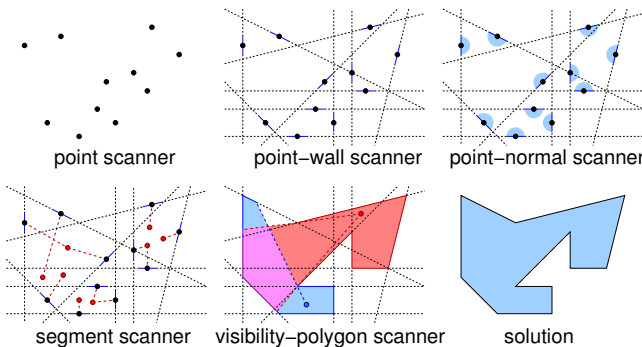 point scanner
point–wall scanner
point–normal scanner
segment scanner
visibility–polygon scanner
solution